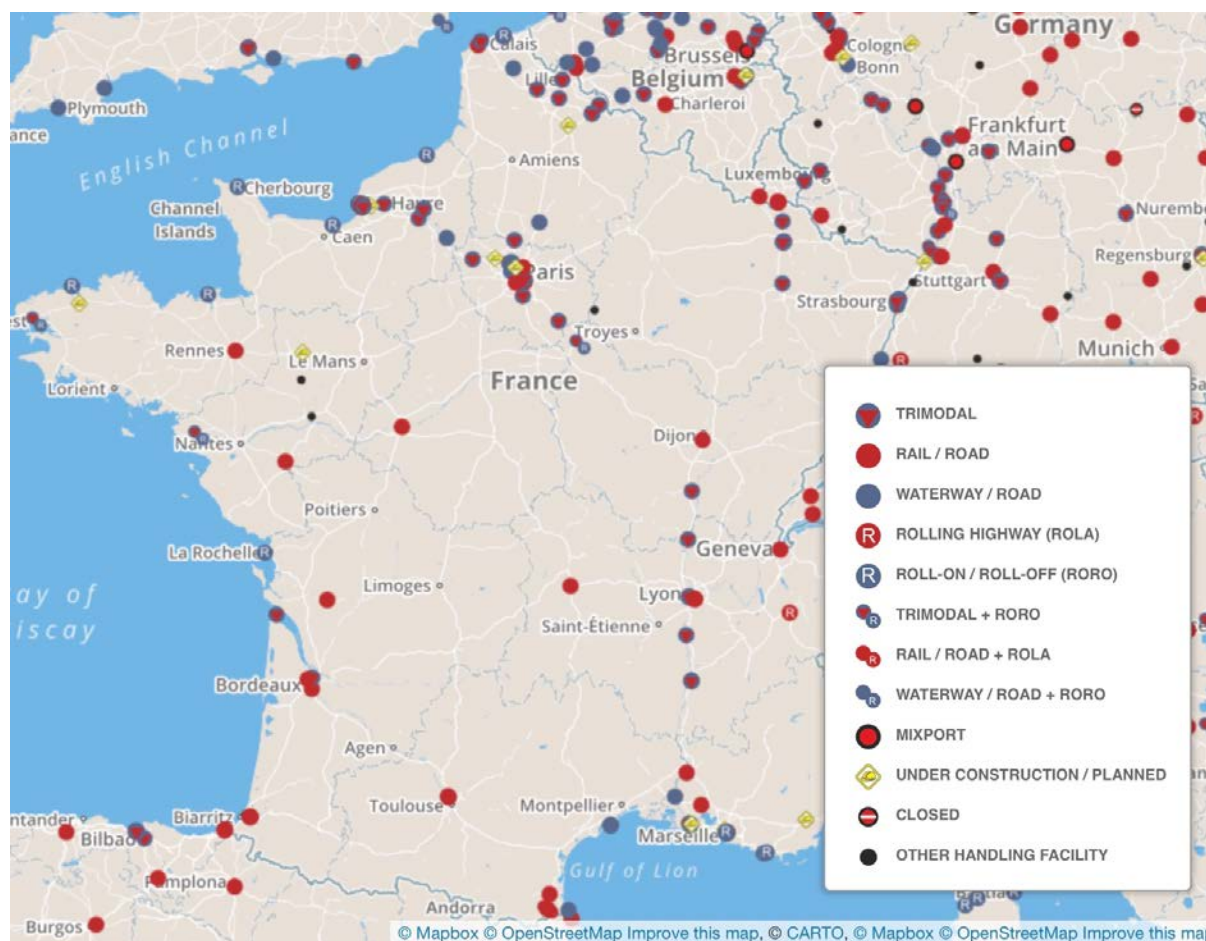 Germany
Calais
Cologne
Brussels
Lille
Bonn
Belgium
Plymouth
Charleroi
ance
Frankfurt
am Main
English Channel
Amiens
Luxembourg
Cherbourg
Havre
Channel
Islands
Nuremb
Caen
Regensburg
Paris
Stuttgart
Strasbourg
est
Troyes
Rennes
Le Mans
Munich
France
Lorient
Sa
Nantes
Dijon
Poitiers
La Rochelle
Geneva
Limoges
Lyon
ay of
iscay
Saint-Étienne
Bordeaux
Agen
Toulouse
Montpellier
ntander
Biarritz
Bilbao
Marseille
Gulf of Lion
Pamplona
Andorra
Bastia
Burgos
TRIMODAL
RAIL / ROAD
WATERWAY / ROAD
R ROLLING HIGHWAY (ROLA)
R ROLL-ON / ROLL-OFF (RORO)
R TRIMODAL + RORO
R RAIL / ROAD + ROLA
R WATERWAY / ROAD + RORO
MIXPORT
UNDER CONSTRUCTION / PLANNED
CLOSED
OTHER HANDLING FACILITY
© Mapbox © OpenStreetMap Improve this map, © CARTO, © Mapbox © OpenStreetMap Improve this map